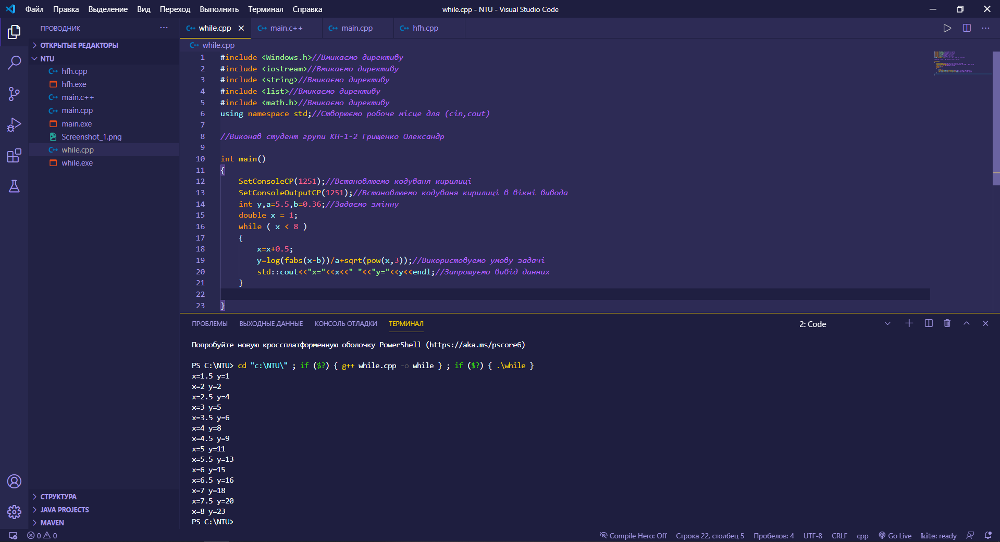 Файл Правка Выделение Вид Переход Выполнить Терминал Справка
while.cpp - NTU - Visual Studio Code
ПРОВОДНИК
ОТКРЫТЫЕ РЕДАКТОРЫ
NTU
hfh.cpp
hfh.exe
main.c++
main.cpp
main.exe
Screenshot_1.png
while.cpp
while.exe
СТРУКТУРА
JAVA PROJECTS
MAVEN
while.cpp main.c++ main.cpp hfh.cpp
while.cpp
1 #include <Windows.h>//Вмикаємо директиву
2 #include <iostream>//Вмикаємо директиву
3 #include <string>//Вмикаємо директиву
4 #include <list>//Вмикаємо директиву
5 #include <math.h>//Вмикаємо директиву
6 using namespace std;//Створюємо робоче місце для (cin,cout)
7
8 //Виконав студент групи КН-1-2 Грищенко Олександр
9
10 int main()
11 {
12 SetConsoleCP(1251);//Встановлюемо кодуваня кирилиці
13 SetConsoleOutputCP(1251);//Встановлюемо кодуваня кирилиці в вікні вивода
14 int y,a=5.5,b=0.36;//Задаємо змінну
15 double x = 1;
16 while ( x < 8 )
17 {
18 x=x+0.5;
19 y=log(fabs(x-b))/a+sqrt(pow(x,3));//Використовуемо умову задачі
20 std::cout<<"x="<<x<<" "<<"y="<<y<<endl;//Запрошуємо вивід данних
21 }
22
23 }
ПРОБЛЕМЫ ВЫХОДНЫЕ ДАННЫЕ КОНСОЛЬ ОТЛАДКИ ТЕРМИНАЛ
2: Code
Попробуйте новую кроссплатформенную оболочку PowerShell (https://aka.ms/pscore6)
PS C:\NTU> cd "c:\NTU\" ; if ($?) { g++ while.cpp -o while } ; if ($?) { .\while }
x=1.5 y=1
x=2 y=2
x=2.5 y=4
x=3 y=5
x=3.5 y=6
x=4 y=8
x=4.5 y=9
x=5 y=11
x=5.5 y=13
x=6 y=15
x=6.5 y=16
x=7 y=18
x=7.5 y=20
x=8 y=23
PS C:\NTU>
0 0
Compile Hero: Off Строка 22, столбец 5 Пробелов: 4 UTF-8 CRLF cpp Go Live kite: ready